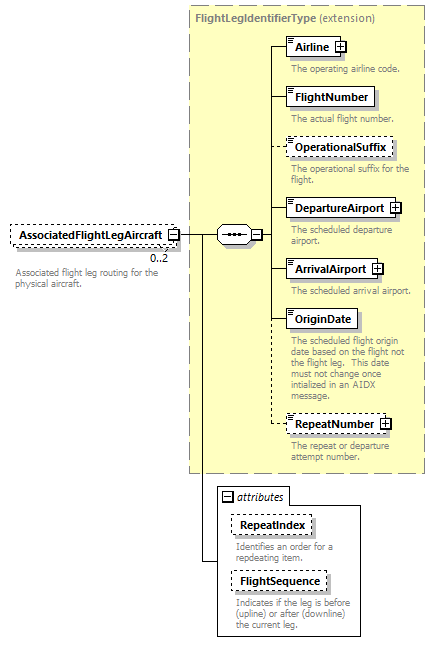 FlightLegIdentifierType (extension)
Airline
The operating airline code.
FlightNumber
The actual flight number.
OperationalSuffix
The operational suffix for the
flight.
DepartureAirport
The scheduled departure
airport.
AssociatedFlightLegAircraft
0..2
Associated flight leg routing for the
physical aircraft.
ArrivalAirport
The scheduled arrival airport.
OriginDate
The scheduled flight origin
date based on the flight not
the flight leg.  This date
must not change once
intialized in an AIDX
message.
RepeatNumber
The repeat or departure
attempt number.
attributes
RepeatIndex
Identifies an order for a
repdeating item.
FlightSequence
Indicates if the leg is before
(upline) or after (downline)
the current leg.